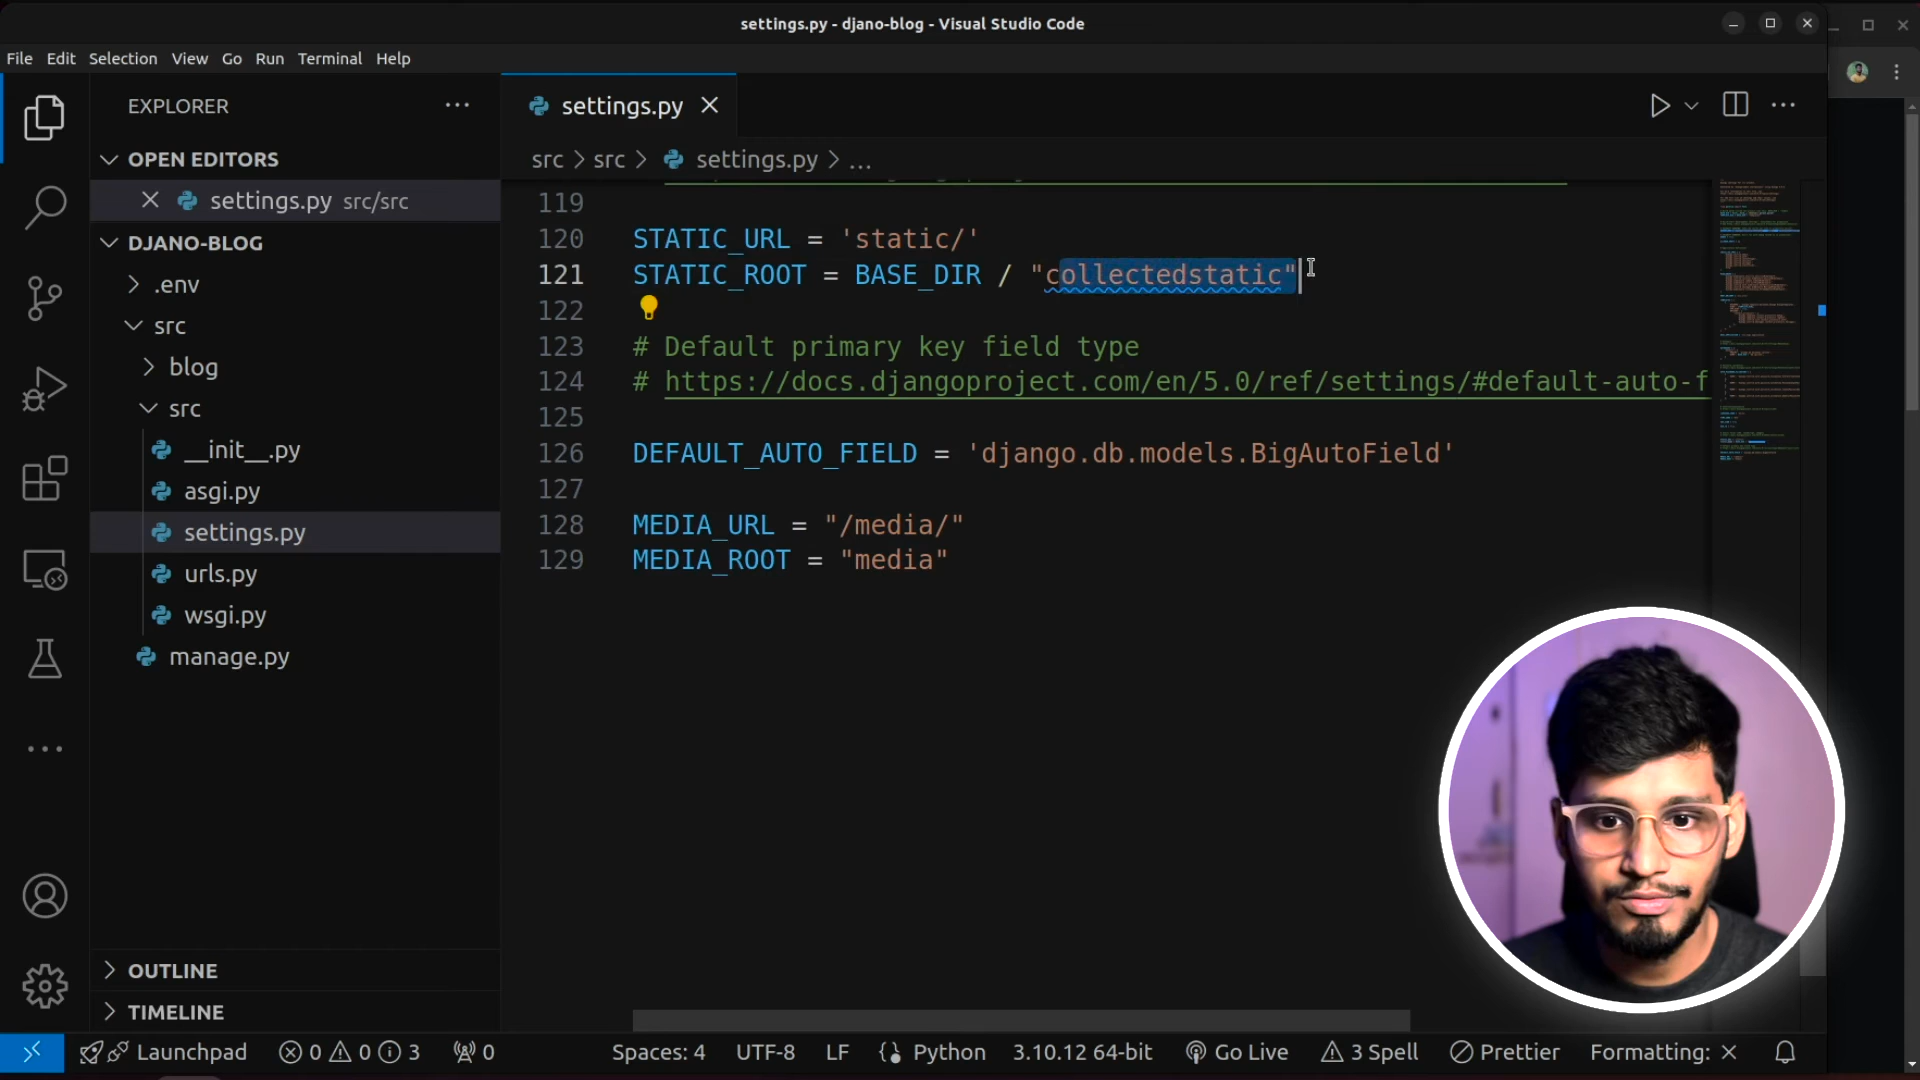 settings.py - djano-blog - Visual Studio Code
File Edit Selection View Go Run Terminal Help
EXPLORER
OPEN EDITORS
settings.py src/src
DJANO-BLOG
.env
src
blog
src
__init__.py
asgi.py
settings.py
urls.py
wsgi.py
manage.py
OUTLINE
TIMELINE
settings.py
src > src > settings.py > ...
119
120 STATIC_URL = 'static/'
121 STATIC_ROOT = BASE_DIR / "collectedstatic"
122
123 # Default primary key field type
124 # https://docs.djangoproject.com/en/5.0/ref/settings/#default-auto-f
125
126 DEFAULT_AUTO_FIELD = 'django.db.models.BigAutoField'
127
128 MEDIA_URL = "/media/"
129 MEDIA_ROOT = "media"
Launchpad 0 0 3 0 Spaces: 4 UTF-8 LF Python 3.10.12 64-bit Go Live 3 Spell Prettier Formatting: ×